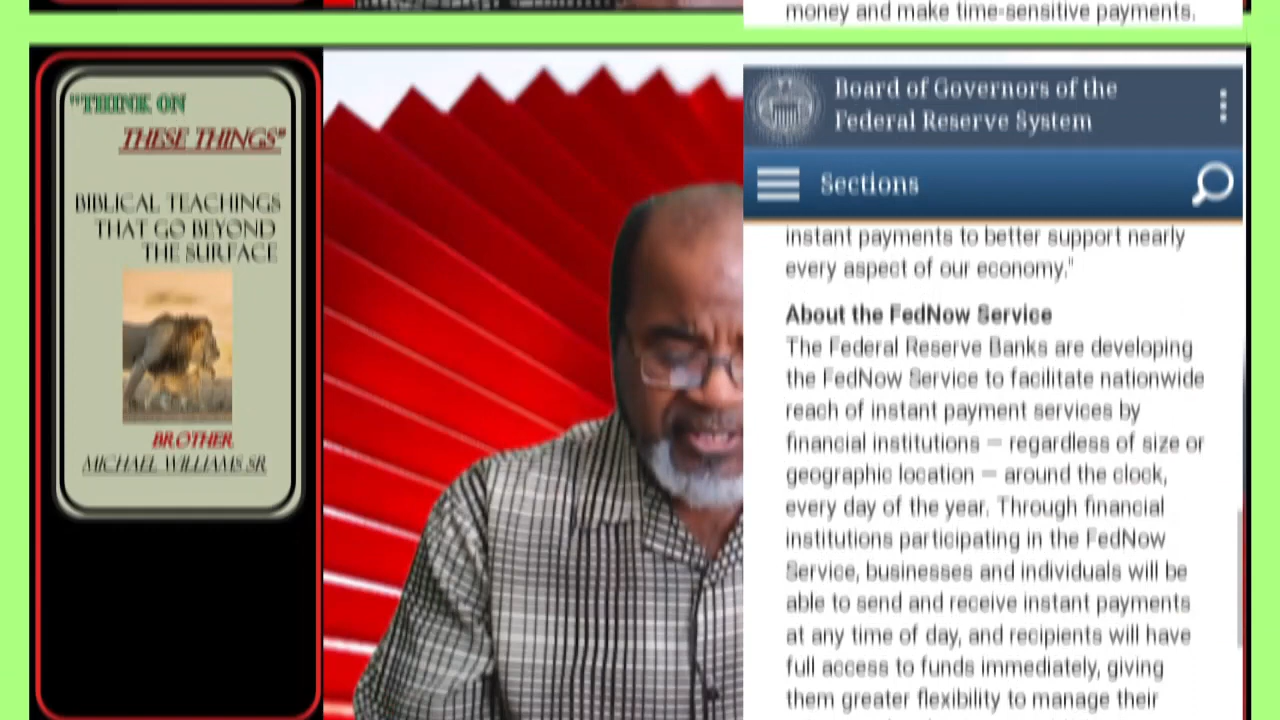 money and make time-sensitive payments.
"THINK ON
THESE THINGS"
BIBLICAL TEACHINGS
THAT GO BEYOND
THE SURFACE
BROTHER
MICHAEL WILLIAMS SR
Board of Governors of the
Federal Reserve System
Sections
instant payments to better support nearly
every aspect of our economy."
About the FedNow Service
The Federal Reserve Banks are developing
the FedNow Service to facilitate nationwide
reach of instant payment services by
financial institutions — regardless of size or
geographic location — around the clock,
every day of the year. Through financial
institutions participating in the FedNow
Service, businesses and individuals will be
able to send and receive instant payments
at any time of day, and recipients will have
full access to funds immediately, giving
them greater flexibility to manage their